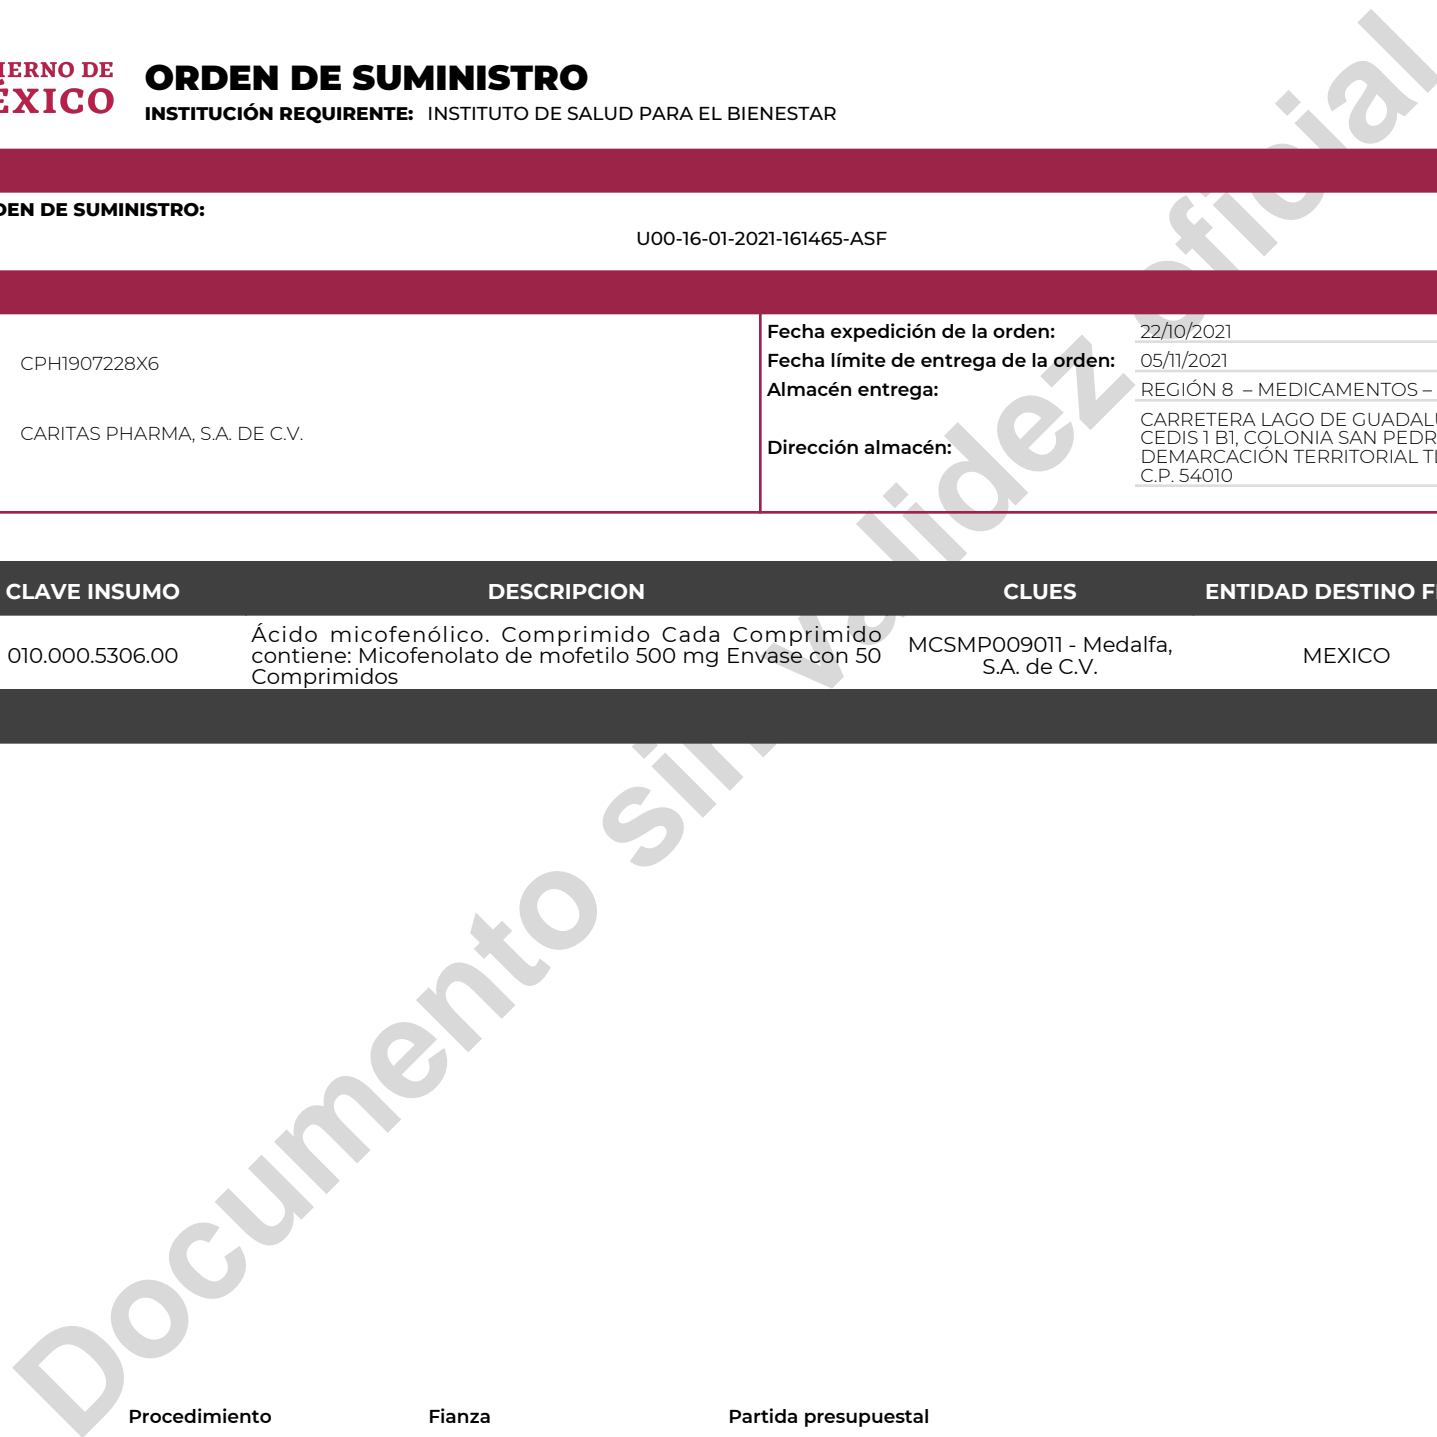 IERNO DE
ÉXICO
ORDEN DE SUMINISTRO
INSTITUCIÓN REQUIRENTE: INSTITUTO DE SALUD PARA EL BIENESTAR
DEN DE SUMINISTRO:
U00-16-01-2021-161465-ASF
CPH1907228X6
CARITAS PHARMA, S.A. DE C.V.
Fecha expedición de la orden: 22/10/2021
Fecha límite de entrega de la orden: 05/11/2021
Almacén entrega: REGIÓN 8 – MEDICAMENTOS –
Dirección almacén:
CARRETERA LAGO DE GUADALU
CEDIS 1 B1, COLONIA SAN PEDR
DEMARCACIÓN TERRITORIAL TL
C.P. 54010
CLAVE INSUMO DESCRIPCION CLUES ENTIDAD DESTINO F
010.000.5306.00
Ácido micofenólico. Comprimido Cada Comprimido
contiene: Micofenolato de mofetilo 500 mg Envase con 50
Comprimidos
MCSMP009011 - Medalfa,
S.A. de C.V.
MEXICO
Documento sin validez oficial
Procedimiento Fianza Partida presupuestal